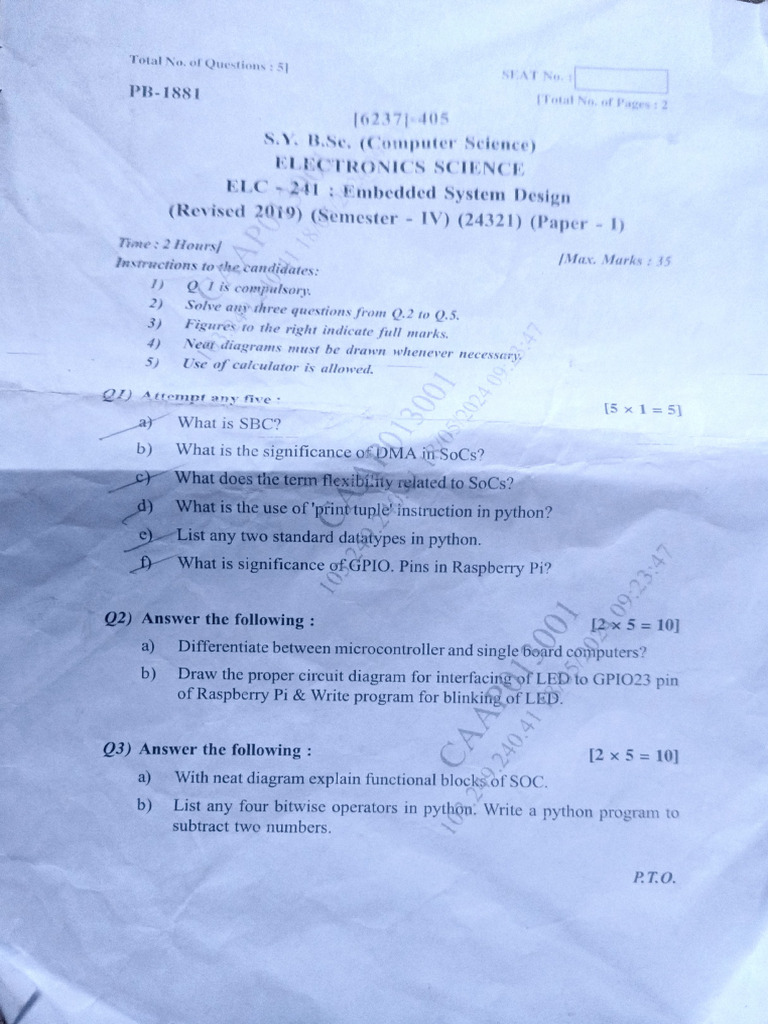 Total No. of Questions : 5]
SEAT No. :
PB-1881
[Total No. of Pages : 2
[6237]-405
S.Y. B.Sc. (Computer Science)
ELECTRONICS SCIENCE
ELC - 241 : Embedded System Design
(Revised 2019) (Semester - IV) (24321) (Paper - I)
Time : 2 Hours]
[Max. Marks : 35
Instructions to the candidates:
1) Q. 1 is compulsory.
2) Solve any three questions from Q.2 to Q.5.
3) Figures to the right indicate full marks.
4) Neat diagrams must be drawn whenever necessary.
5) Use of calculator is allowed.
Q1) Attempt any five : [5 × 1 = 5]
a) What is SBC?
b) What is the significance of DMA in SoCs?
c) What does the term flexibility related to SoCs?
d) What is the use of 'print tuple' instruction in python?
e) List any two standard datatypes in python.
f) What is significance of GPIO. Pins in Raspberry Pi?
Q2) Answer the following : [2 × 5 = 10]
a) Differentiate between microcontroller and single board computers?
b) Draw the proper circuit diagram for interfacing of LED to GPIO23 pin
of Raspberry Pi & Write program for blinking of LED.
Q3) Answer the following : [2 × 5 = 10]
a) With neat diagram explain functional blocks of SOC.
b) List any four bitwise operators in python. Write a python program to
subtract two numbers.
P.T.O.
CAAP013001
CAAP013001